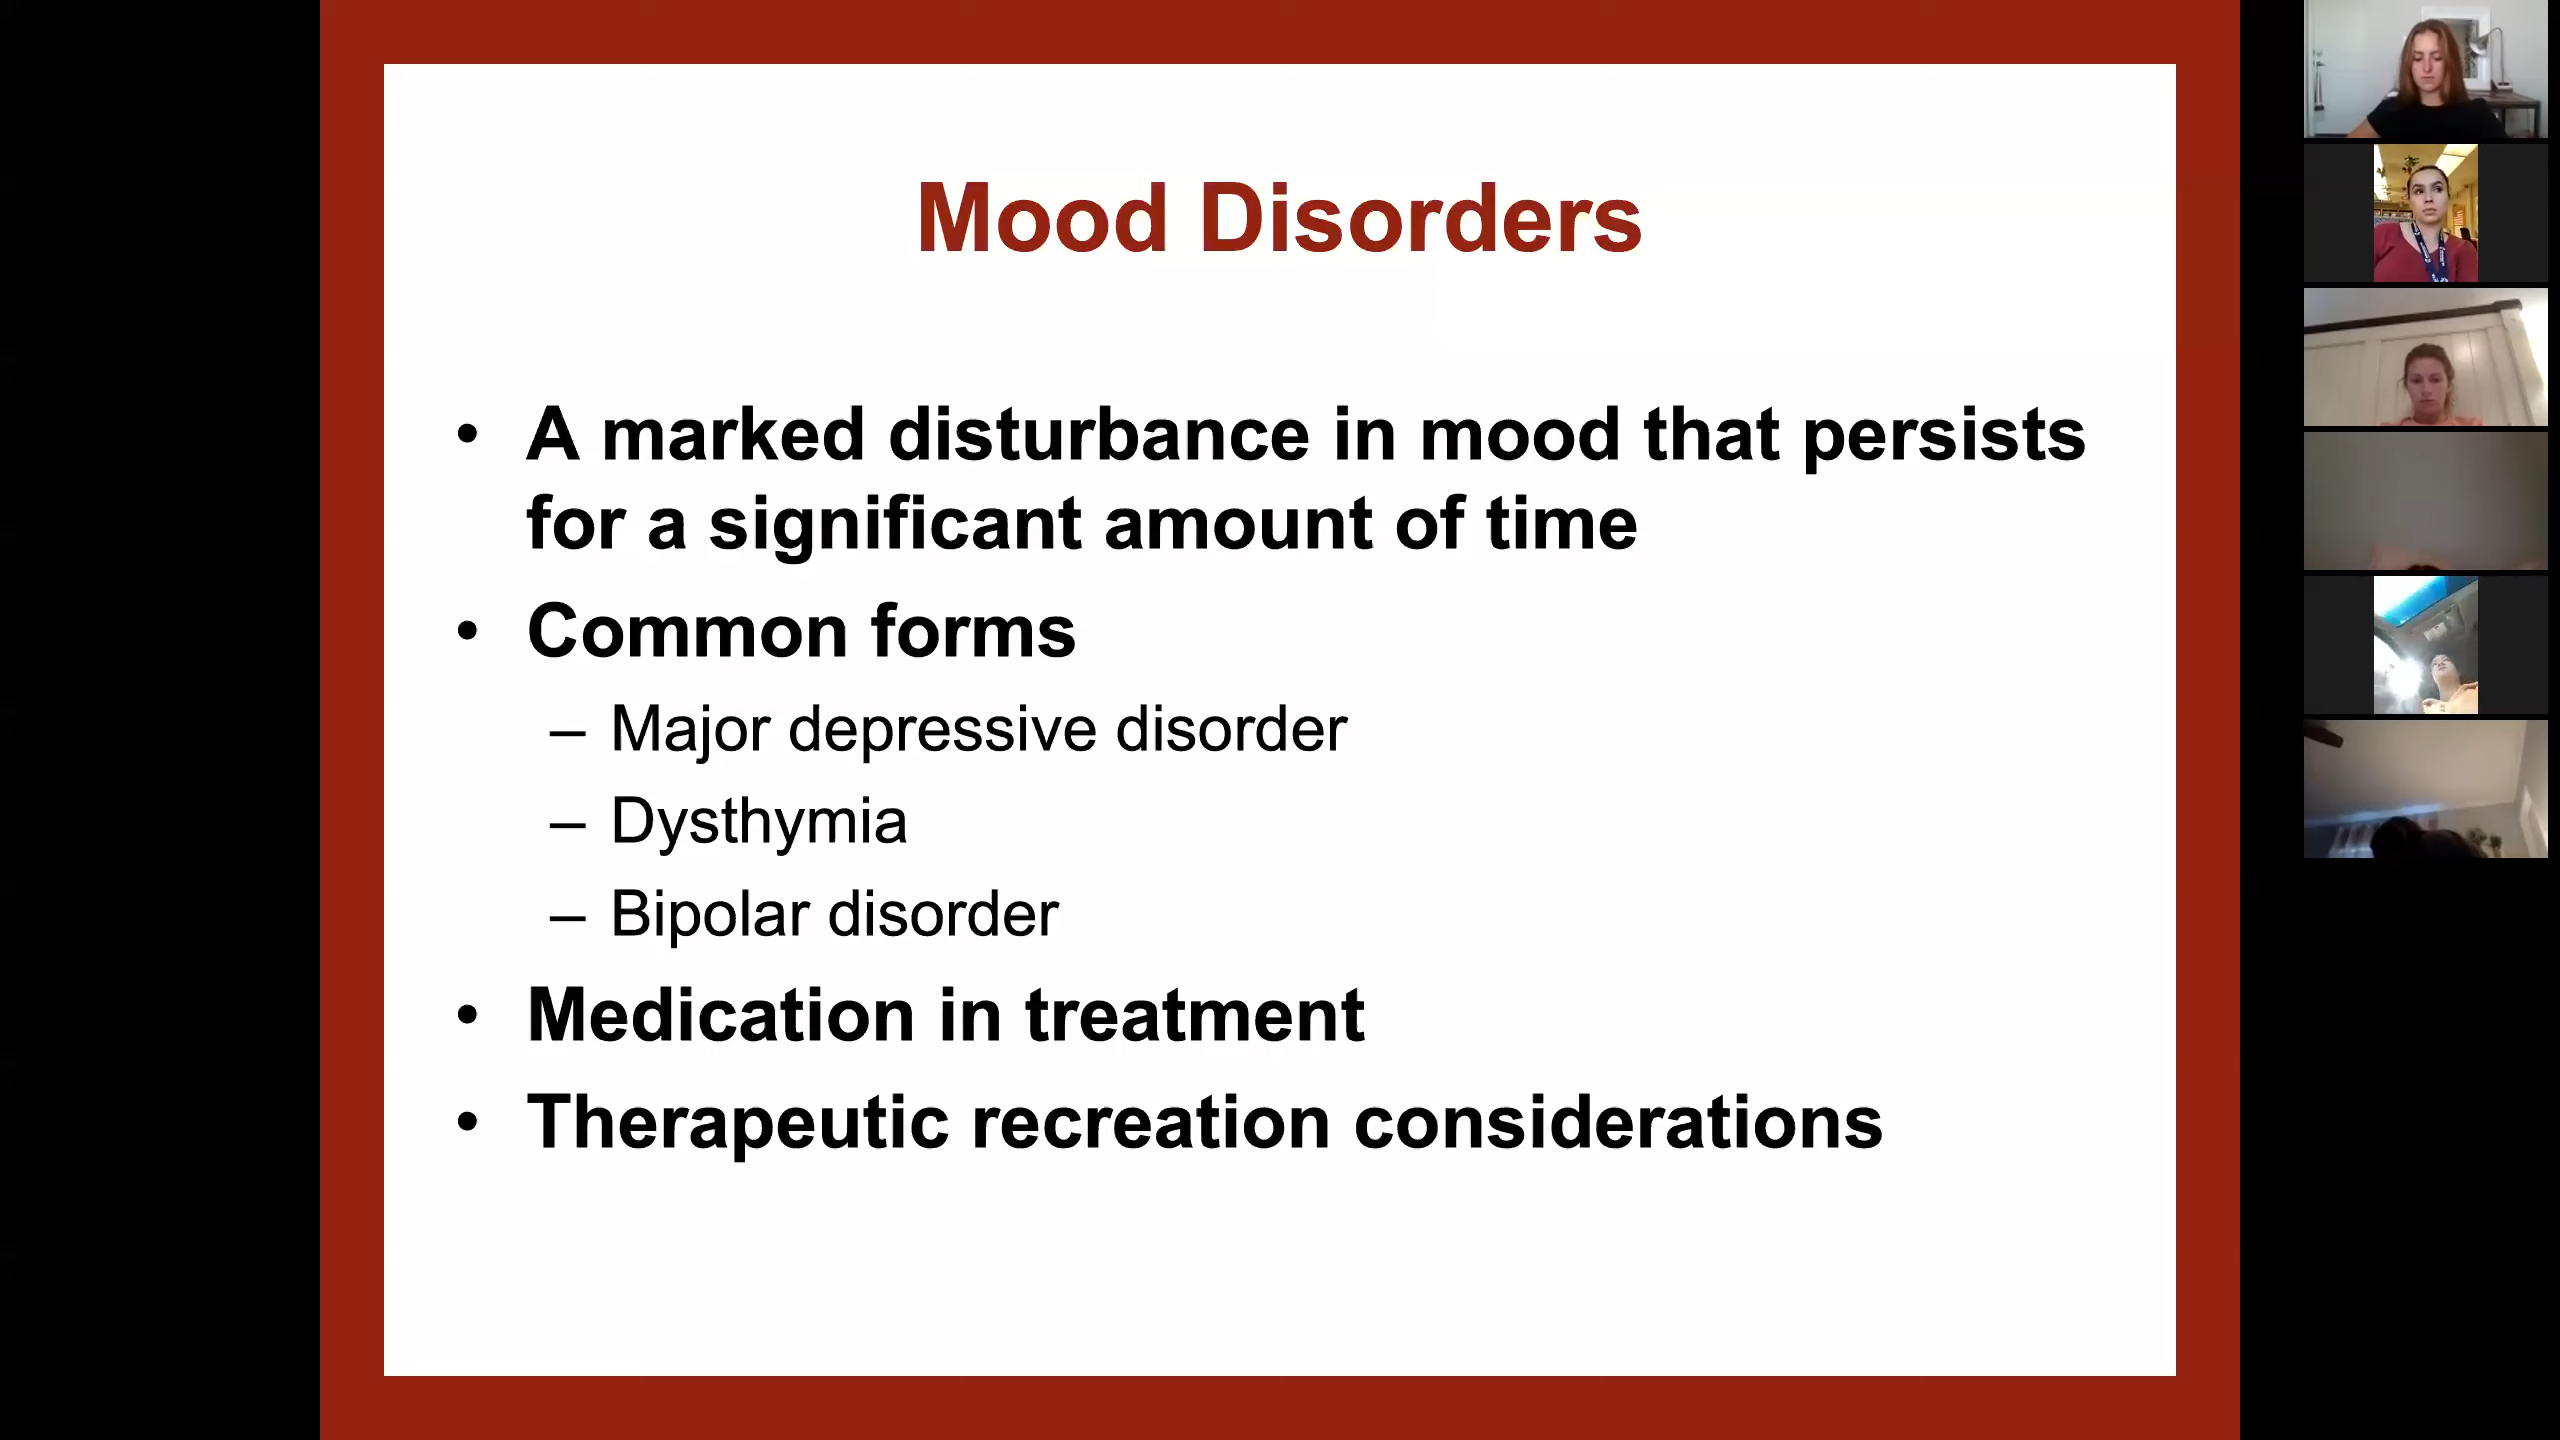 Mood Disorders
• A marked disturbance in mood that persists
for a significant amount of time
• Common forms
– Major depressive disorder
– Dysthymia
– Bipolar disorder
• Medication in treatment
• Therapeutic recreation considerations